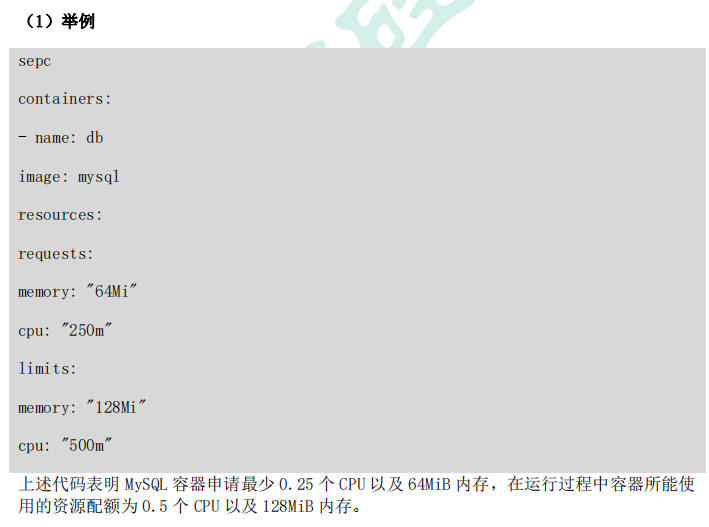 （1）举例
sepc
containers:
- name: db
image: mysql
resources:
requests:
memory: "64Mi"
cpu: "250m"
limits:
memory: "128Mi"
cpu: "500m"
上述代码表明 MySQL 容器申请最少 0.25 个 CPU 以及 64MiB 内存，在运行过程中容器所能使
用的资源配额为 0.5 个 CPU 以及 128MiB 内存。